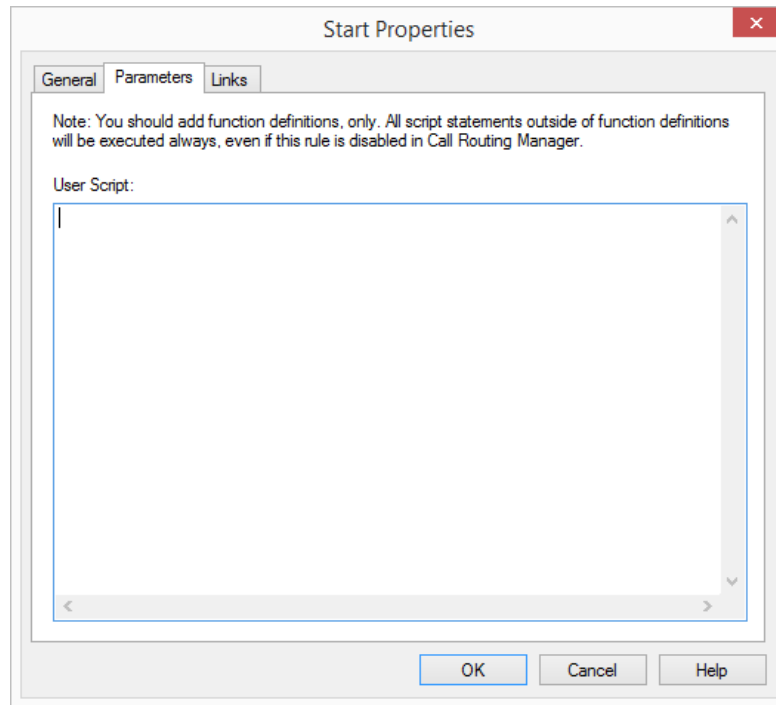 Start Properties
General Parameters Links
Note: You should add function definitions, only. All script statements outside of function definitions
will be executed always, even if this rule is disabled in Call Routing Manager.
User Script:
OK Cancel Help